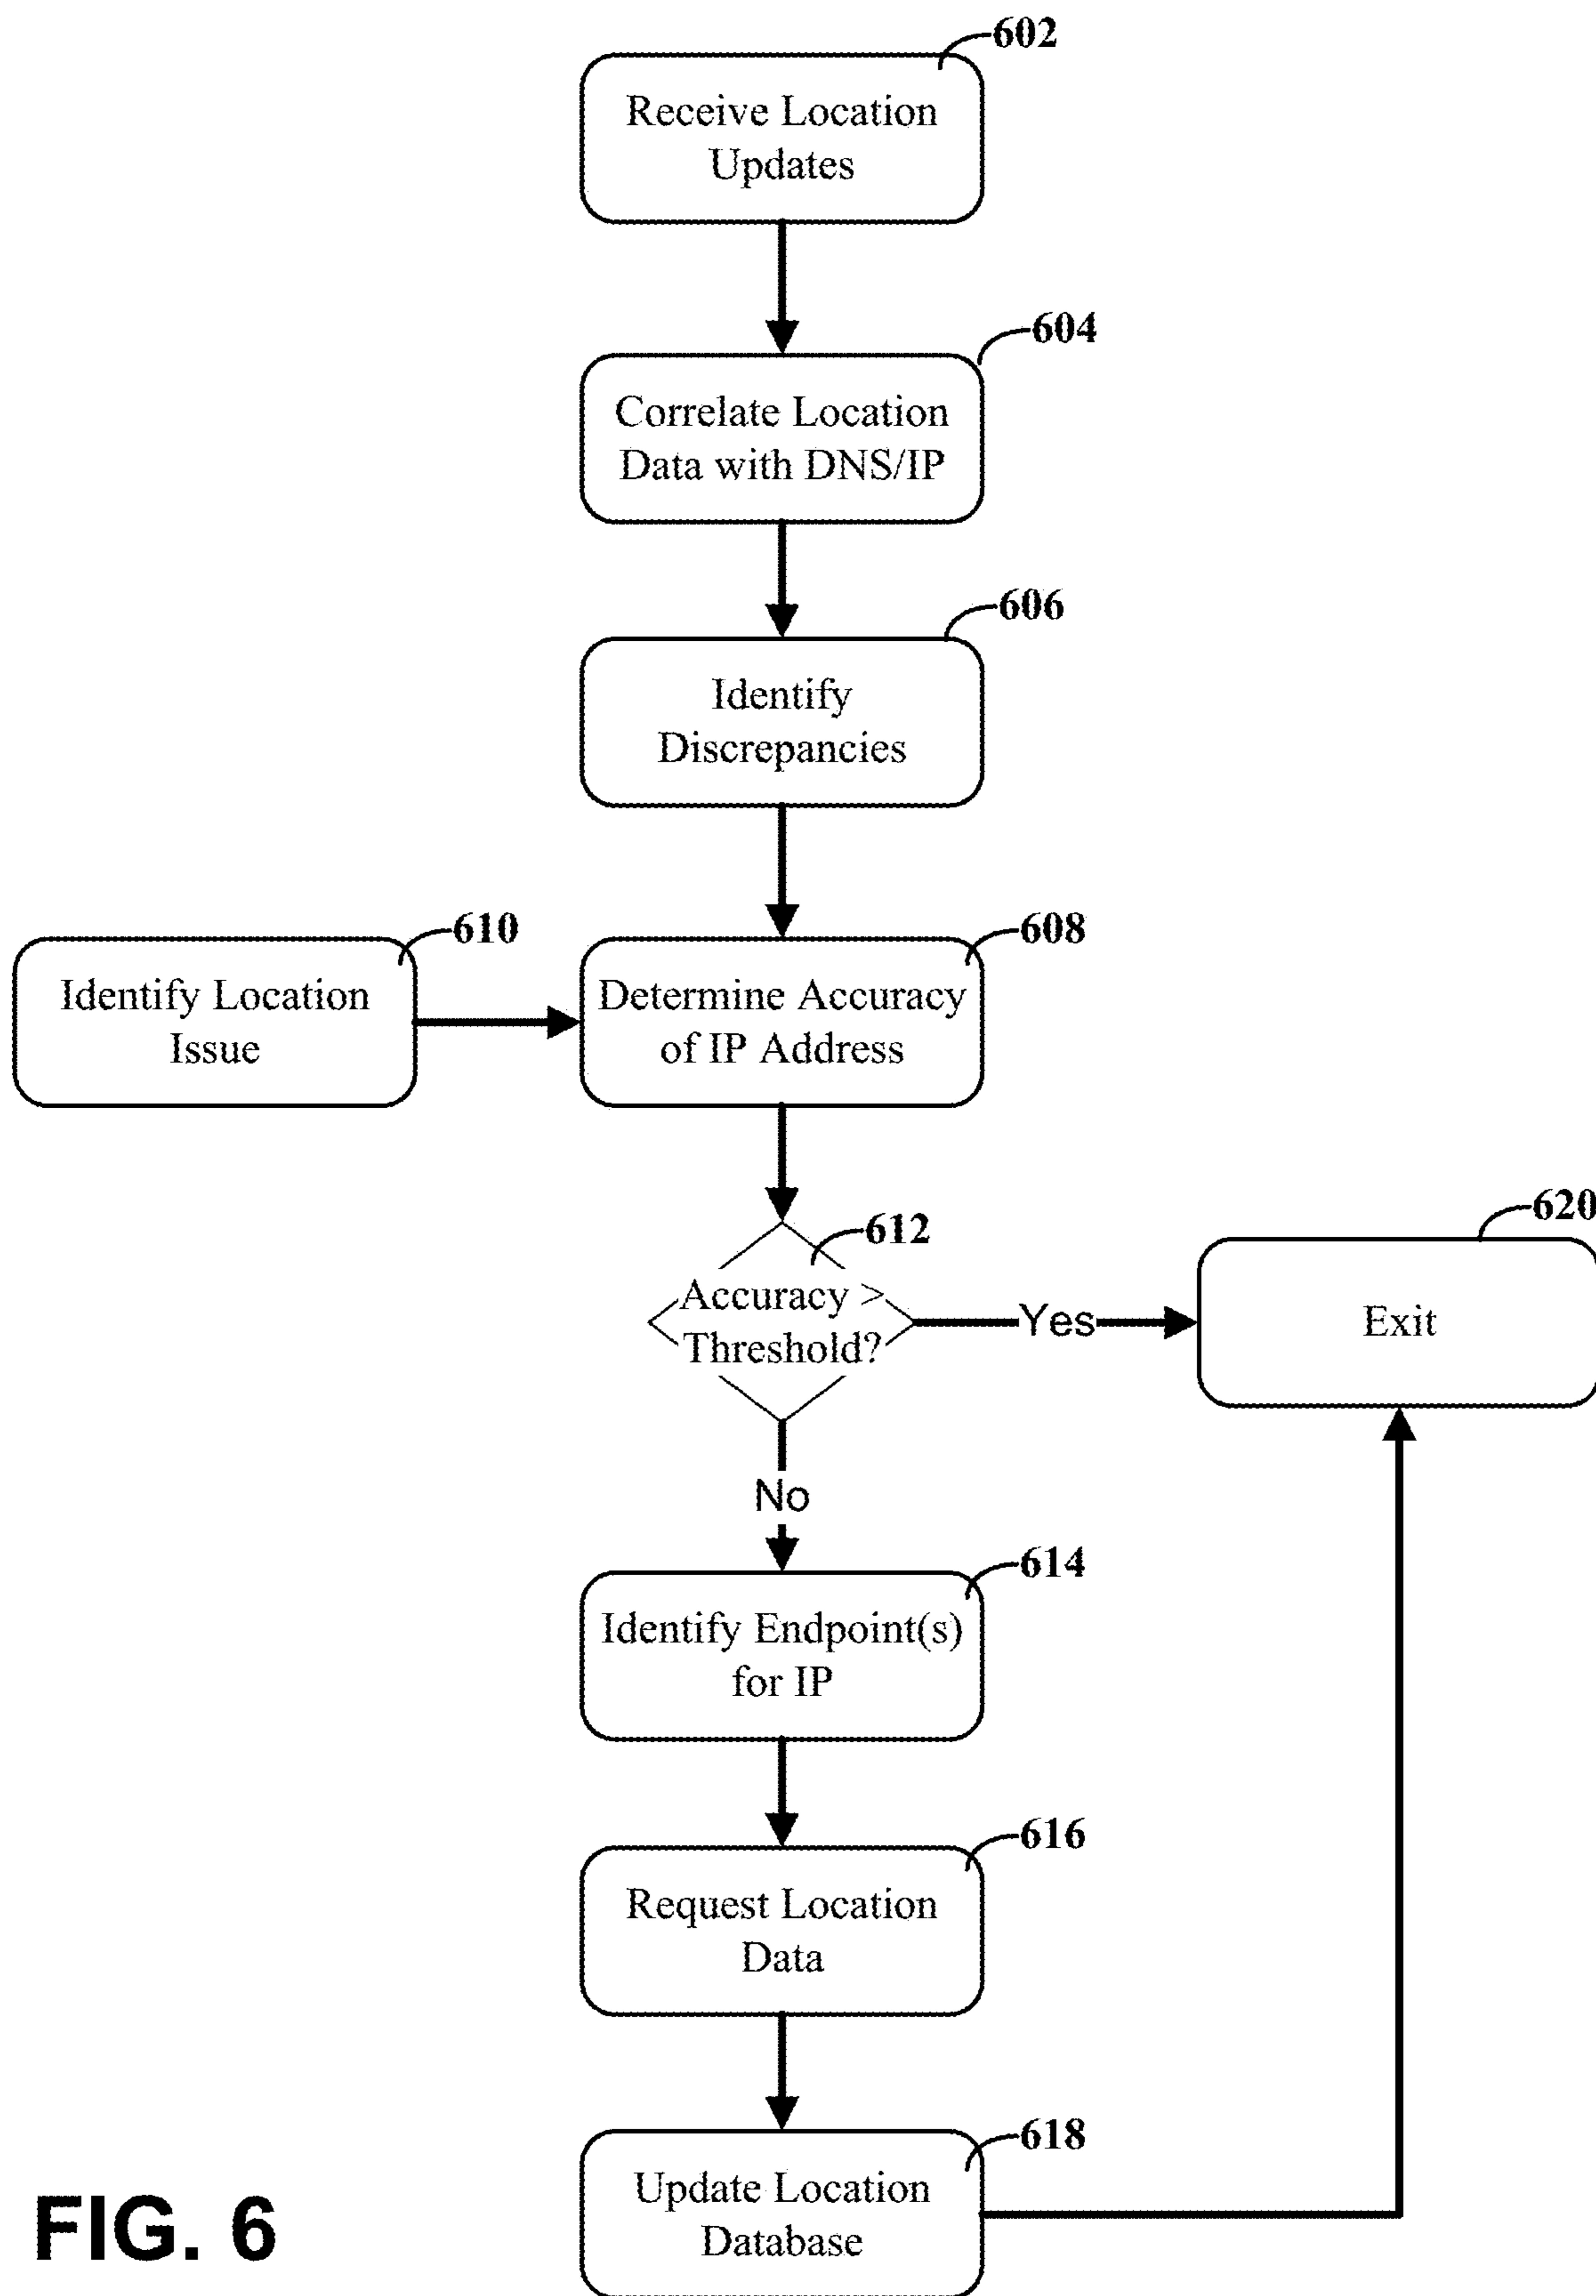 602
Receive Location
Updates
604
Correlate Location
Data with DNS/IP
606
Identify
Discrepancies
610
Identify Location
Issue
608
Determine Accuracy
of IP Address
612
Accuracy >
Threshold?
Yes
620
Exit
No
614
Identify Endpoint(s)
for IP
616
Request Location
Data
618
Update Location
Database
FIG. 6